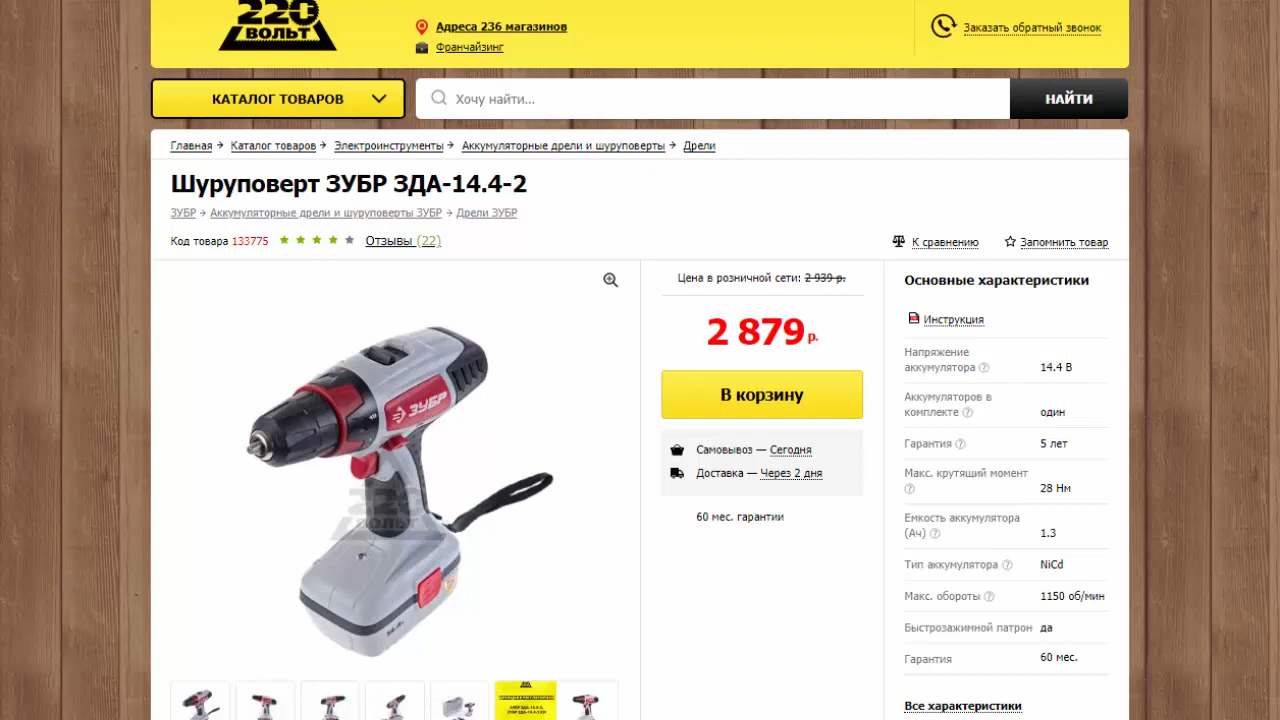 220
ВОЛЬТ
Адреса 236 магазинов
Франчайзинг
Заказать обратный звонок
КАТАЛОГ ТОВАРОВ
Хочу найти...
НАЙТИ
Главная → Каталог товаров → Электроинструменты → Аккумуляторные дрели и шуруповерты → Дрели
Шуруповерт ЗУБР ЗДА-14.4-2
ЗУБР → Аккумуляторные дрели и шуруповерты ЗУБР → Дрели ЗУБР
Код товара 133775 Отзывы (22)
К сравнению Запомнить товар
ЗУБР
220
ВОЛЬТ
14.4
Цена в розничной сети: 2 939 р.
2 879 р.
В корзину
Самовывоз — Сегодня
Доставка — Через 2 дня
60 мес. гарантии
Основные характеристики
Инструкция
Напряжение
аккумулятора ? 14.4 В
Аккумуляторов в
комплекте ? один
Гарантия ? 5 лет
Макс. крутящий момент
? 28 Нм
Емкость аккумулятора
(Ач) ? 1.3
Тип аккумулятора ? NiCd
Макс. обороты ? 1150 об/мин
Быстрозажимной патрон да
Гарантия 60 мес.
Все характеристики